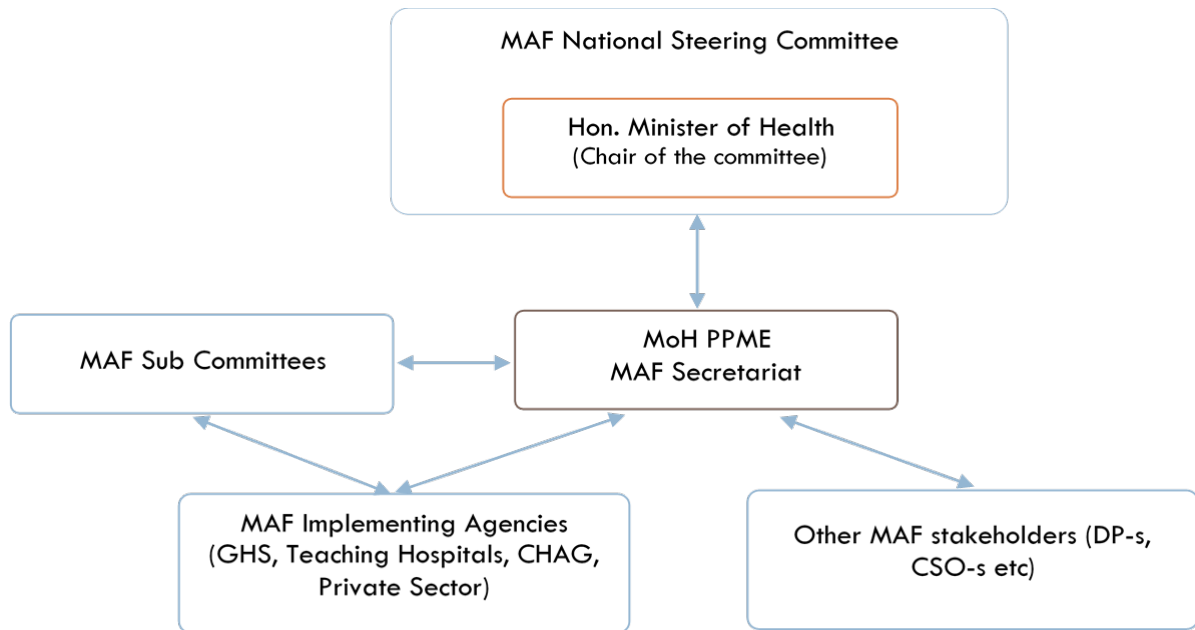 MAF National Steering Committee
Hon. Minister of Health
(Chair of the committee)
MAF Sub Committees
MoH PPME
MAF Secretariat
MAF Implementing Agencies
(GHS, Teaching Hospitals, CHAG,
Private Sector)
Other MAF stakeholders (DP-s,
CSO-s etc)